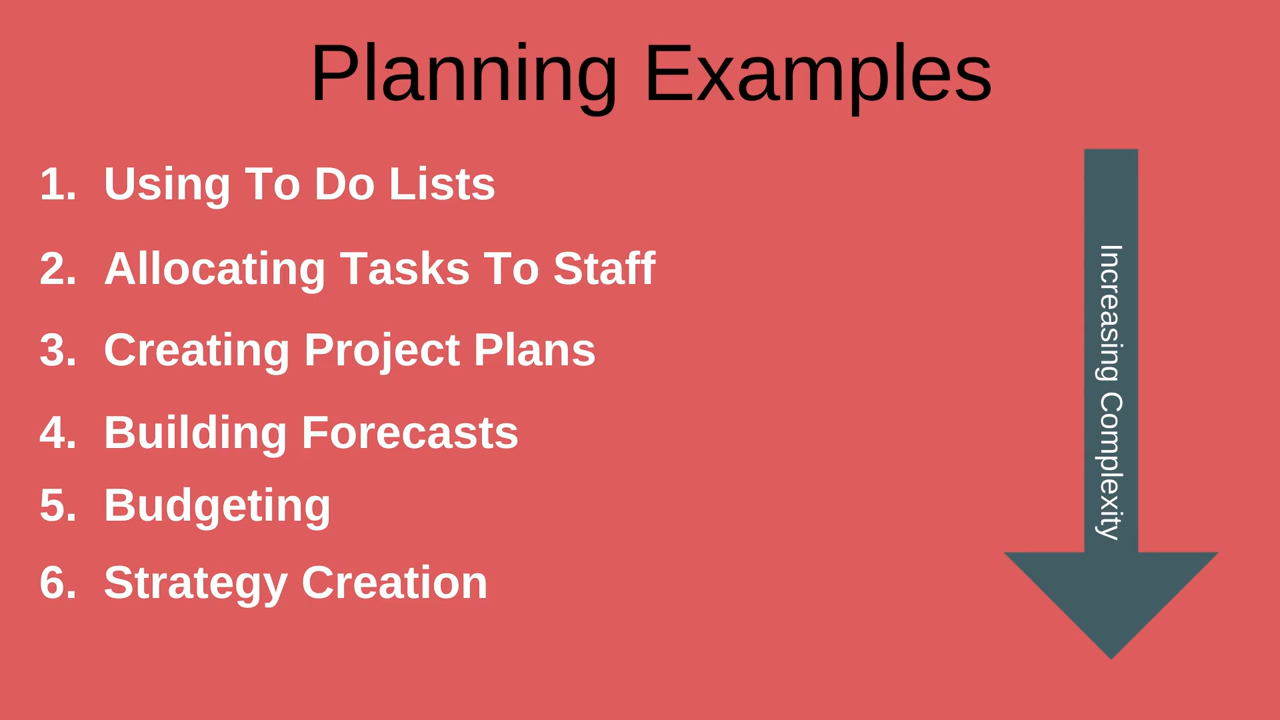 Planning Examples
1. Using To Do Lists
2. Allocating Tasks To Staff
3. Creating Project Plans
4. Building Forecasts
5. Budgeting
6. Strategy Creation
Increasing Complexity